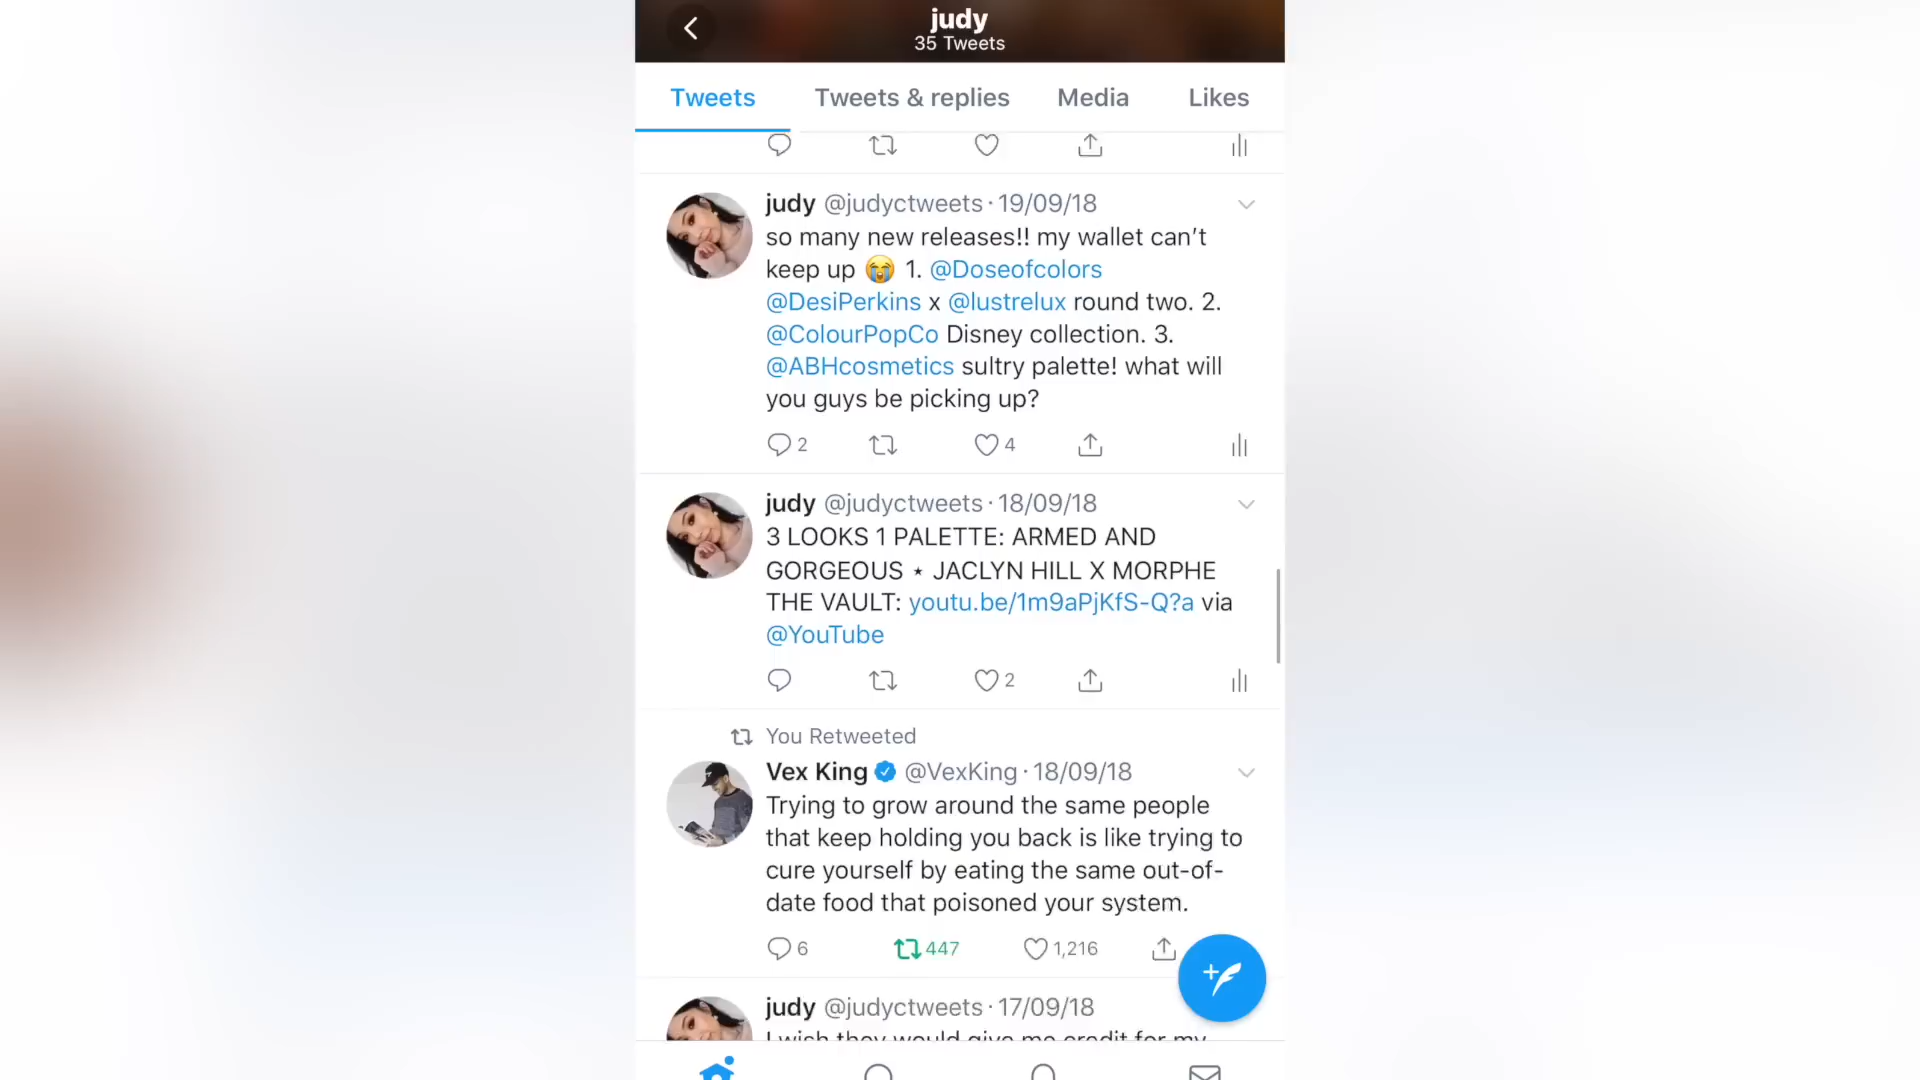 judy
35 Tweets
Tweets Tweets & replies Media Likes
judy @judyctweets · 19/09/18
so many new releases!! my wallet can't
keep up 😭 1. @Doseofcolors
@DesiPerkins x @lustrelux round two. 2.
@ColourPopCo Disney collection. 3.
@ABHcosmetics sultry palette! what will
you guys be picking up?
2 4
judy @judyctweets · 18/09/18
3 LOOKS 1 PALETTE: ARMED AND
GORGEOUS ⋆ JACLYN HILL X MORPHE
THE VAULT: youtu.be/1m9aPjKfS-Q?a via
@YouTube
2
You Retweeted
Vex King @VexKing · 18/09/18
Trying to grow around the same people
that keep holding you back is like trying to
cure yourself by eating the same out-of-
date food that poisoned your system.
6 447 1,216
judy @judyctweets · 17/09/18
I wish they would give me credit for my